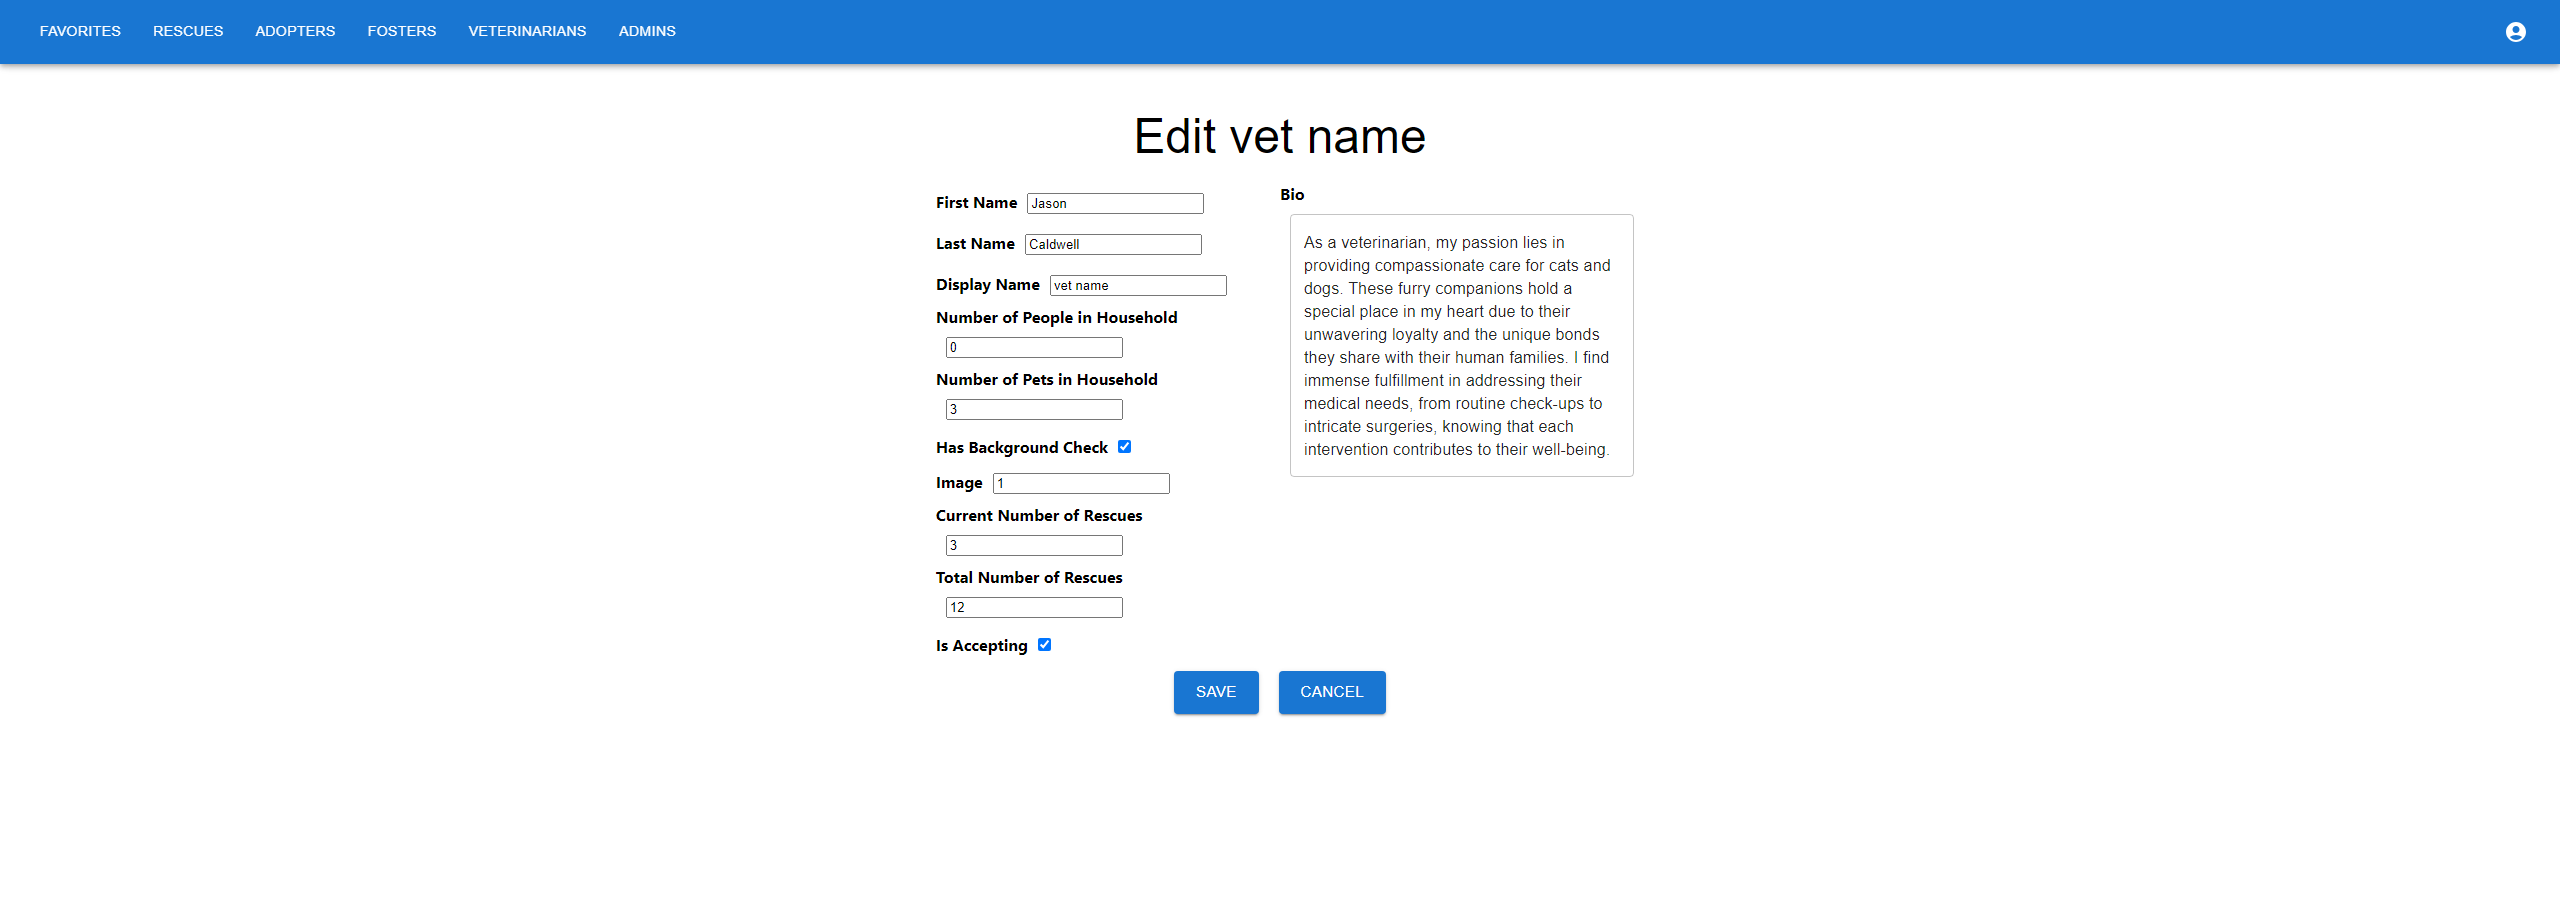 FAVORITES RESCUES ADOPTERS FOSTERS VETERINARIANS ADMINS
Edit vet name
First Name Jason
Last Name Caldwell
Display Name vet name
Number of People in Household
0
Number of Pets in Household
3
Has Background Check
Image 1
Current Number of Rescues
3
Total Number of Rescues
12
Is Accepting
Bio
As a veterinarian, my passion lies in
providing compassionate care for cats and
dogs. These furry companions hold a
special place in my heart due to their
unwavering loyalty and the unique bonds
they share with their human families. I find
immense fulfillment in addressing their
medical needs, from routine check-ups to
intricate surgeries, knowing that each
intervention contributes to their well-being.
SAVE CANCEL